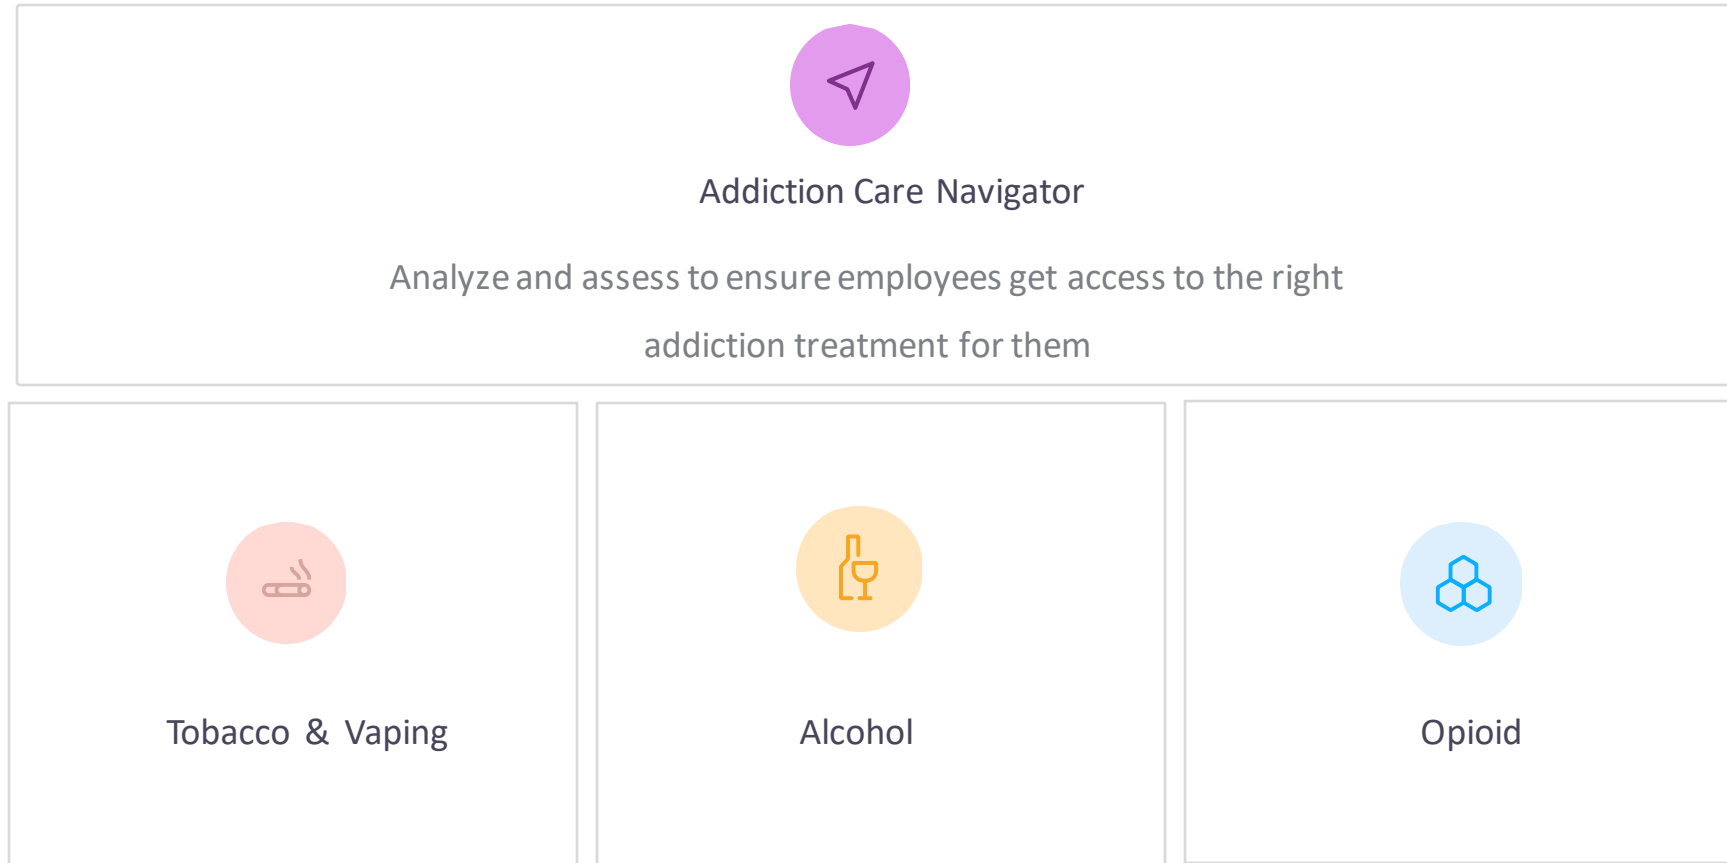 Addiction Care Navigator
Analyze and assess to ensure employees get access to the right
addiction treatment for them
Tobacco & Vaping
Alcohol
Opioid